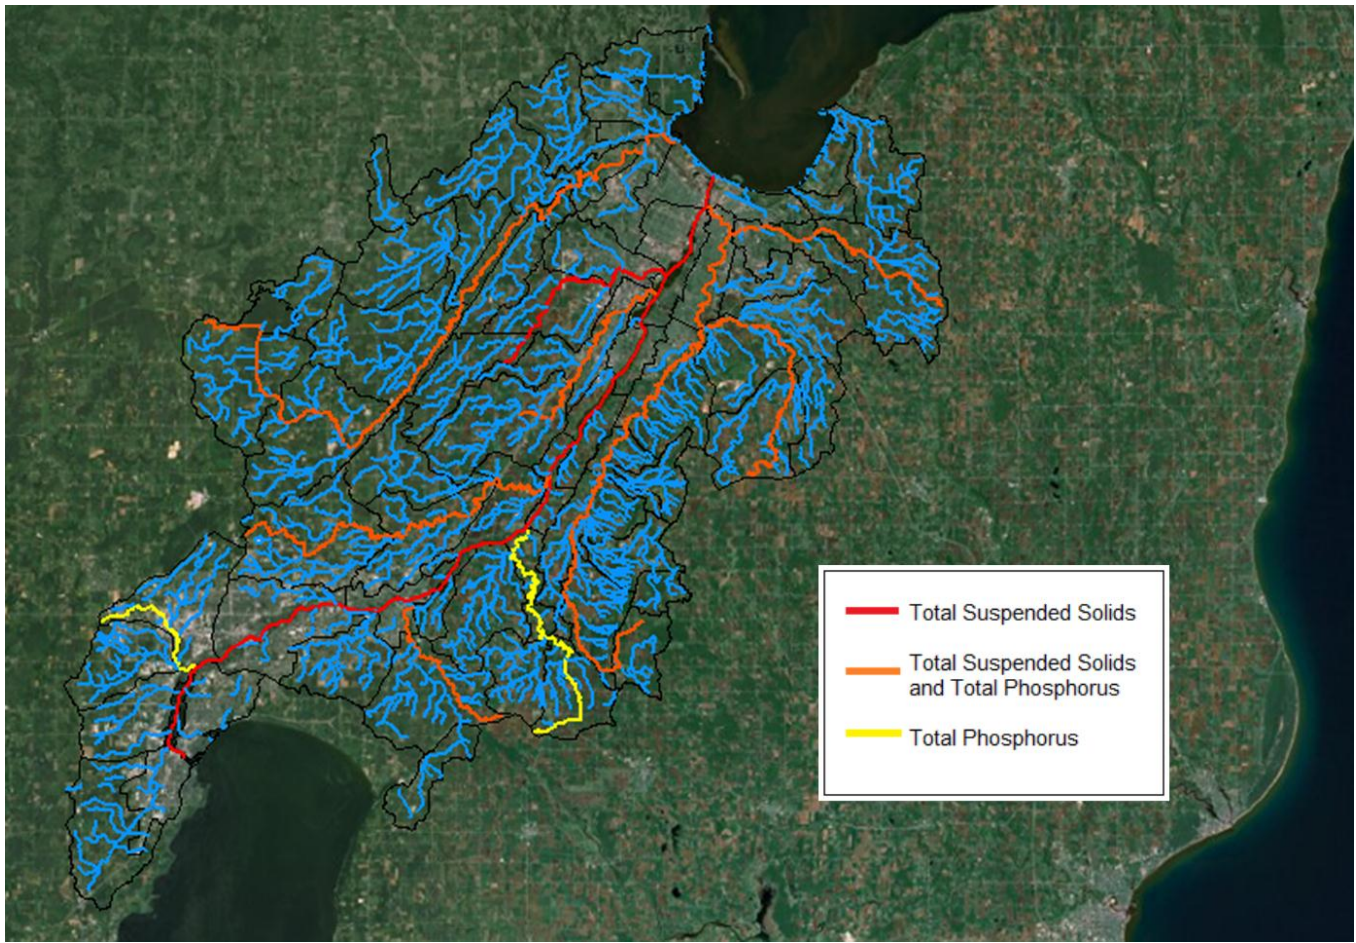 Total Suspended Solids
Total Suspended Solids
and Total Phosphorus
Total Phosphorus